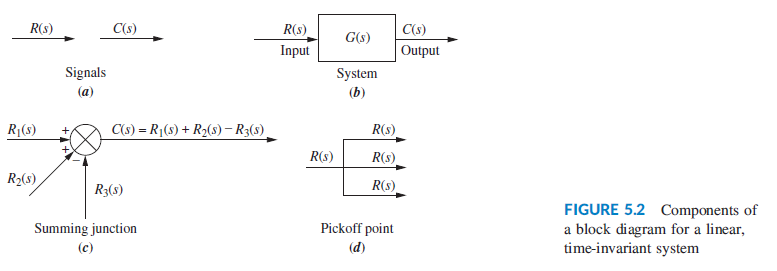 R(s)
C(s)
Signals
(a)
R(s)
Input
G(s)
C(s)
Output
System
(b)
R₁(s)
+
+
−
C(s) = R₁(s) + R₂(s) − R₃(s)
R₂(s)
R₃(s)
Summing junction
(c)
R(s)
R(s)
R(s)
R(s)
Pickoff point
(d)
FIGURE 5.2 Components of
a block diagram for a linear,
time-invariant system